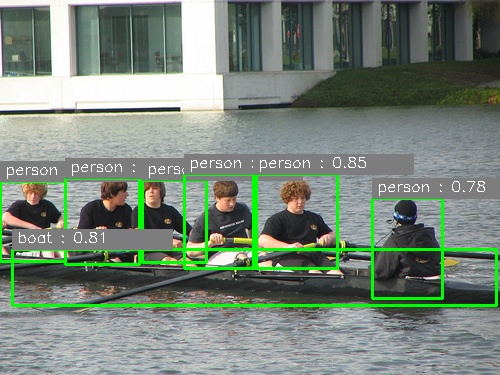 person : 0.85
person :
person :
person
pers
person : 0.78
boat : 0.81